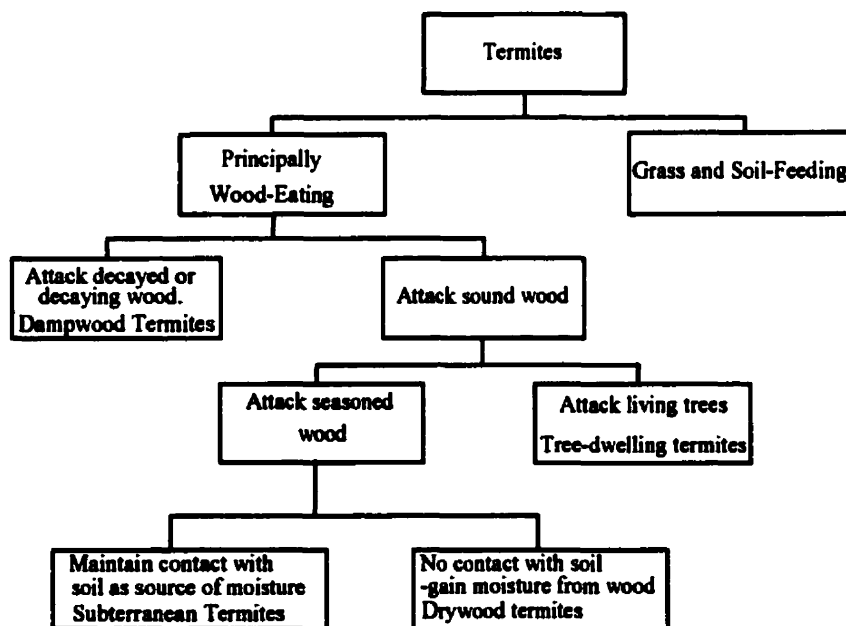 Termites
Principally
Wood-Eating
Grass and Soil-Feeding
Attack decayed or
decaying wood.
Dampwood Termites
Attack sound wood
Attack seasoned
wood
Attack living trees
Tree-dwelling termites
Maintain contact with
soil as source of moisture
Subterranean Termites
No contact with soil
-gain moisture from wood
Drywood termites